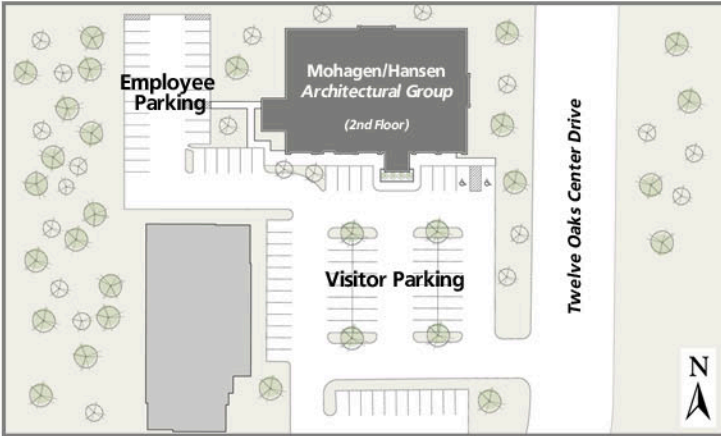 Mohagen/Hansen
Architectural Group
(2nd Floor)
Employee
Parking
Visitor Parking
Twelve Oaks Center Drive
N